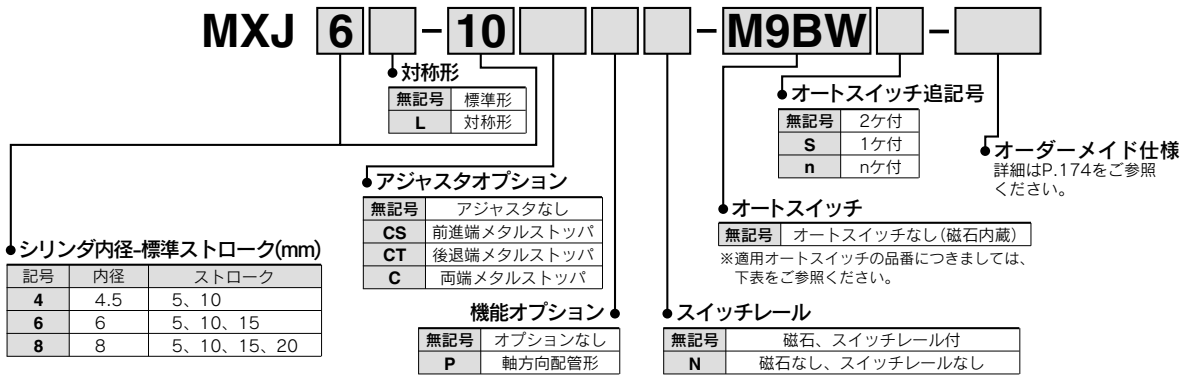 MXJ 6 － 10 － M9BW －
対称形
無記号 標準形
L 対称形
オートスイッチ追記号
無記号 2ケ付
S 1ケ付
n nケ付
オーダーメイド仕様
詳細はP.174をご参照
ください。
アジャスタオプション
無記号 アジャスタなし
CS 前進端メタルストッパ
CT 後退端メタルストッパ
C 両端メタルストッパ
オートスイッチ
無記号 オートスイッチなし(磁石内蔵)
※適用オートスイッチの品番につきましては、
下表をご参照ください。
シリンダ内径-標準ストローク(mm)
記号 内径 ストローク
4 4.5 5、10
6 6 5、10、15
8 8 5、10、15、20
機能オプション
無記号 オプションなし
P 軸方向配管形
スイッチレール
無記号 磁石、スイッチレール付
N 磁石なし、スイッチレールなし